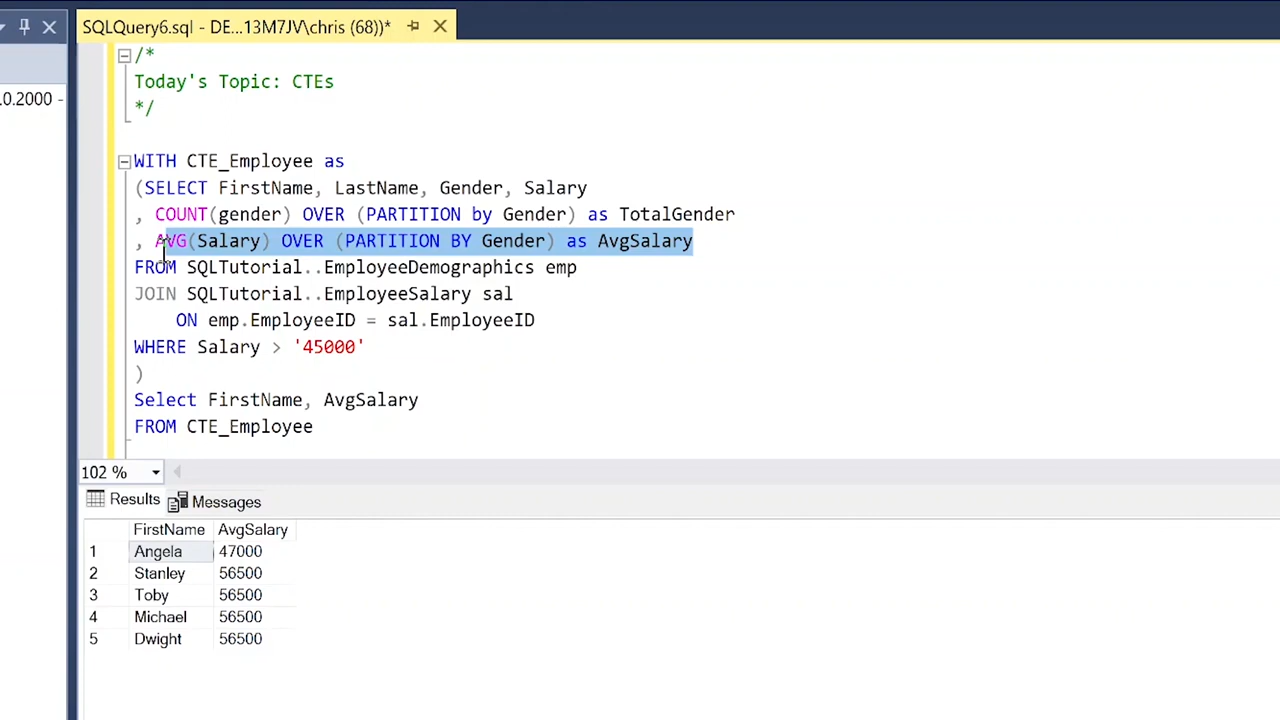 SQLQuery6.sql - DE...13M7JV\chris (68))*
/*
Today's Topic: CTEs
*/
.0.2000 -
WITH CTE_Employee as
(SELECT FirstName, LastName, Gender, Salary
, COUNT(gender) OVER (PARTITION by Gender) as TotalGender
, AVG(Salary) OVER (PARTITION BY Gender) as AvgSalary
FROM SQLTutorial..EmployeeDemographics emp
JOIN SQLTutorial..EmployeeSalary sal
ON emp.EmployeeID = sal.EmployeeID
WHERE Salary > '45000'
)
Select FirstName, AvgSalary
FROM CTE_Employee
102 %
Results Messages
FirstName AvgSalary
1 Angela 47000
2 Stanley 56500
3 Toby 56500
4 Michael 56500
5 Dwight 56500